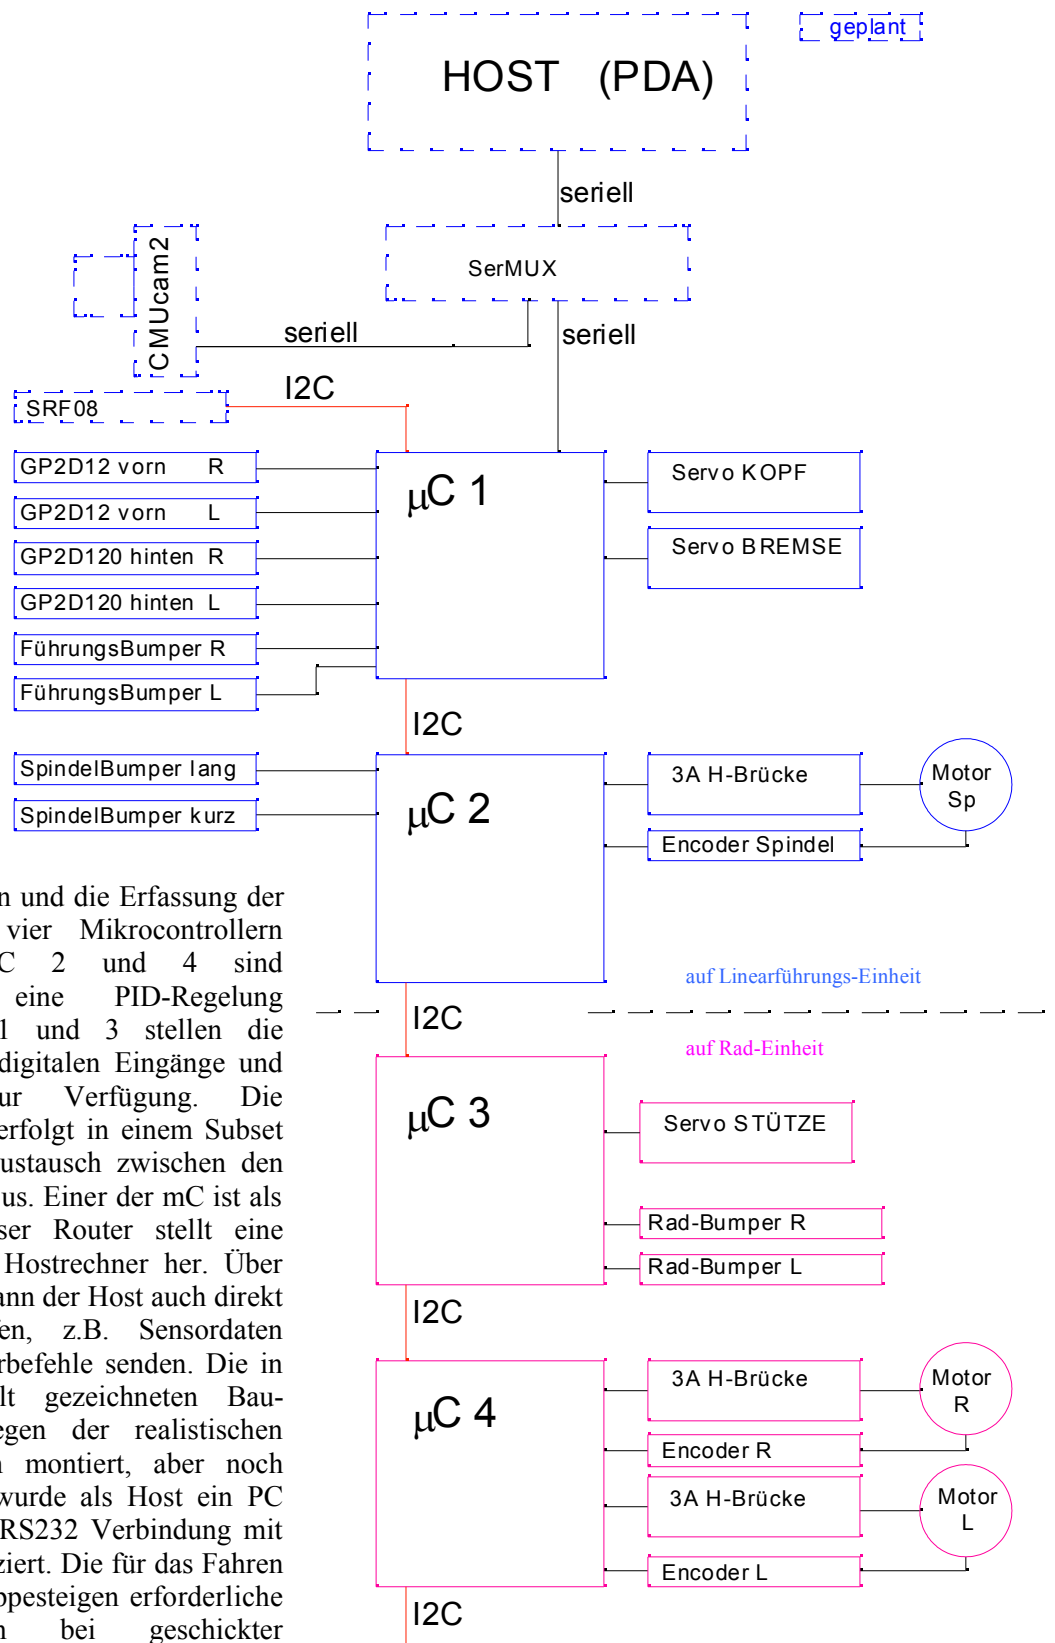 geplant
HOST (PDA)
seriell
SerMUX
CMUcam2
seriell
seriell
I2C
SRF08
GP2D12 vorn R
GP2D12 vorn L
GP2D120 hinten R
GP2D120 hinten L
FührungsBumper R
FührungsBumper L
µC 1
Servo KOPF
Servo BREMSE
I2C
SpindelBumper lang
SpindelBumper kurz
µC 2
3A H-Brücke
Encoder Spindel
Motor
Sp
auf Linearführungs-Einheit
I2C
auf Rad-Einheit
µC 3
Servo STÜTZE
Rad-Bumper R
Rad-Bumper L
I2C
µC 4
3A H-Brücke
Encoder R
Motor
R
3A H-Brücke
Encoder L
Motor
L
I2C
n und die Erfassung der
vier Mikrocontrollern
C 2 und 4 sind
eine PID-Regelung
1 und 3 stellen die
digitalen Eingänge und
ur Verfügung. Die
erfolgt in einem Subset
ustausch zwischen den
us. Einer der mC ist als
ser Router stellt eine
Hostrechner her. Über
ann der Host auch direkt
fen, z.B. Sensordaten
rbefehle senden. Die in
lt gezeichneten Bau-
egen der realistischen
n montiert, aber noch
wurde als Host ein PC
RS232 Verbindung mit
ziert. Die für das Fahren
ppesteigen erforderliche
n bei geschickter